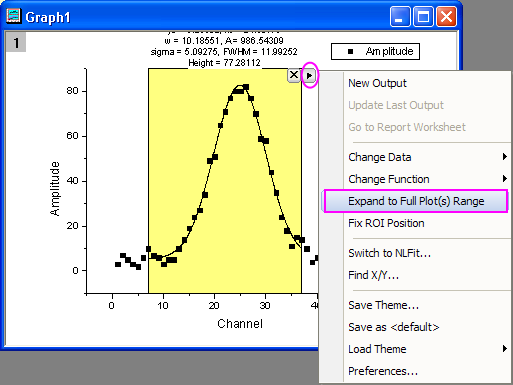 Graph1
1
w = 10.18551, A= 986.54309
sigma = 5.09275, FWHM = 11.99252
Height = 77.28112
Amplitude
New Output
Update Last Output
Go to Report Worksheet
Change Data
Change Function
Expand to Full Plot(s) Range
Fix ROI Position
Switch to NLFit...
Find X/Y...
Save Theme...
Save as <default>
Load Theme
Preferences...
80
60
40
20
0
Amplitude
0
10
20
30
Channel